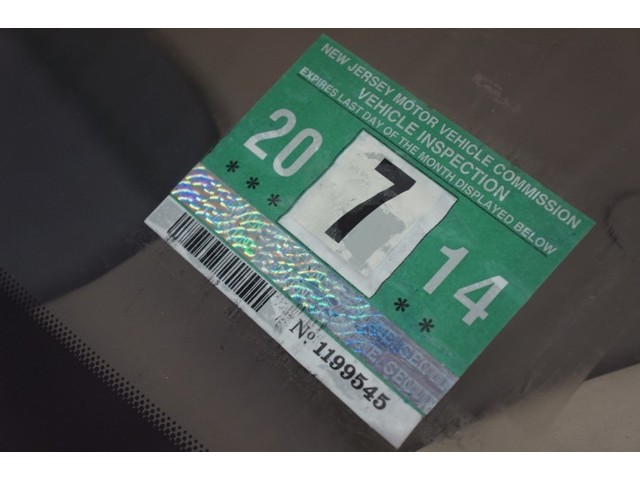 NEW JERSEY MOTOR VEHICLE COMMISSION
VEHICLE INSPECTION
EXPIRES LAST DAY OF THE MONTH DISPLAYED BELOW
20 7 14
* * * * *
No. 1199545